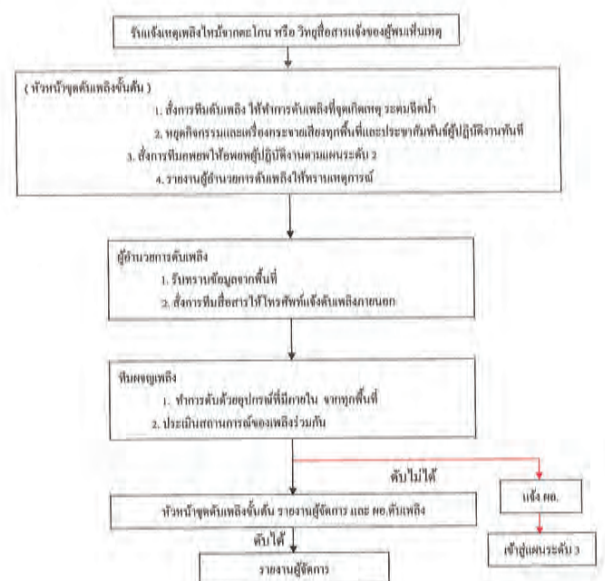 รับแจ้งเหตุเพลิงไหม้จากตะโกน หรือ วิทยุสื่อสารแจ้งของผู้พบเห็นเหตุ
( หัวหน้าชุดดับเพลิงขั้นต้น )
1. สั่งการทีมดับเพลิง ให้ทำการดับเพลิงที่จุดเกิดเหตุ ระดมฉีดน้ำ
2. หยุดกิจกรรมและเครื่องกระจายเสียงทุกพื้นที่และประชาสัมพันธ์ผู้ปฏิบัติงานทันที
3. สั่งการทีมอพยพให้อพยพผู้ปฏิบัติงานตามแผนระดับ 2
4. รายงานผู้อำนวยการดับเพลิงให้ทราบเหตุการณ์
ผู้อำนวยการดับเพลิง
1. รับทราบข้อมูลจากพื้นที่
2. สั่งการทีมสื่อสารให้โทรศัพท์แจ้งดับเพลิงภายนอก
ทีมผจญเพลิง
1. ทำการดับด้วยอุปกรณ์ที่มีภายใน จากทุกพื้นที่
2. ประเมินสถานการณ์ของเพลิงร่วมกัน
ดับไม่ได้
แจ้ง ผอ.
หัวหน้าชุดดับเพลิงขั้นต้น รายงานผู้จัดการ และ ผอ.ดับเพลิง
ดับได้
เข้าสู่แผนระดับ 3
รายงานผู้จัดการ